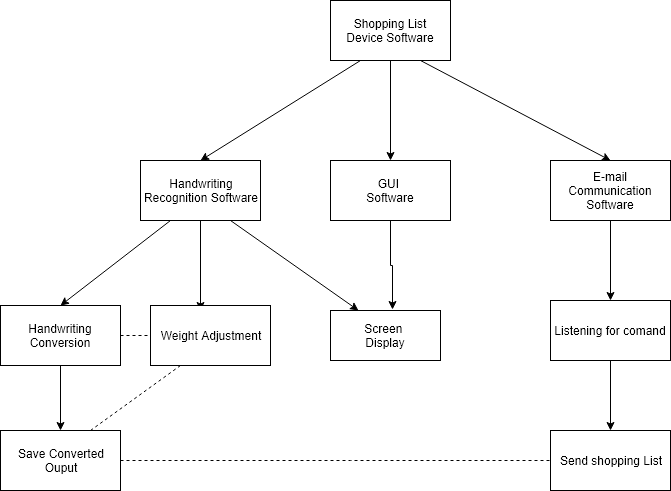 Shopping List
Device Software
Handwriting
Recognition Software
GUI
Software
E-mail
Communication
Software
Handwriting
Conversion
Weight Adjustment
Screen
Display
Listening for comand
Save Converted
Ouput
Send shopping List